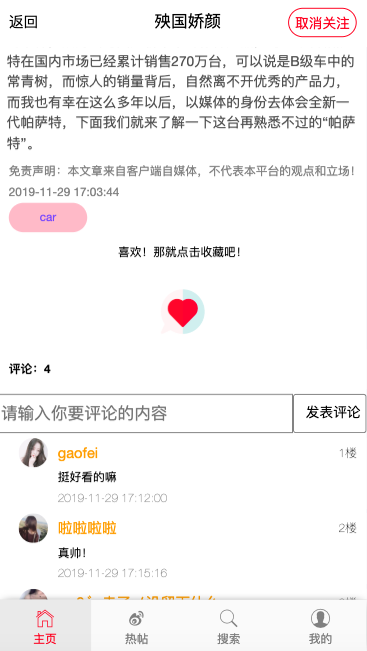 返回 殃国娇颜 取消关注
特在国内市场已经累计销售270万台，可以说是B级车中的
常青树，而惊人的销量背后，自然离不开优秀的产品力，
而我也有幸在这么多年以后，以媒体的身份去体会全新一
代帕萨特，下面我们就来了解一下这台再熟悉不过的“帕萨
特”。
免责声明：本文章来自客户端自媒体，不代表本平台的观点和立场！
2019-11-29 17:03:44
car
喜欢！那就点击收藏吧！
评论：4
请输入你要评论的内容 发表评论
gaofei 1楼
挺好看的嘛
2019-11-29 17:12:00
啦啦啦啦 2楼
真帅！
2019-11-29 17:15:16
主页 热帖 搜索 我的